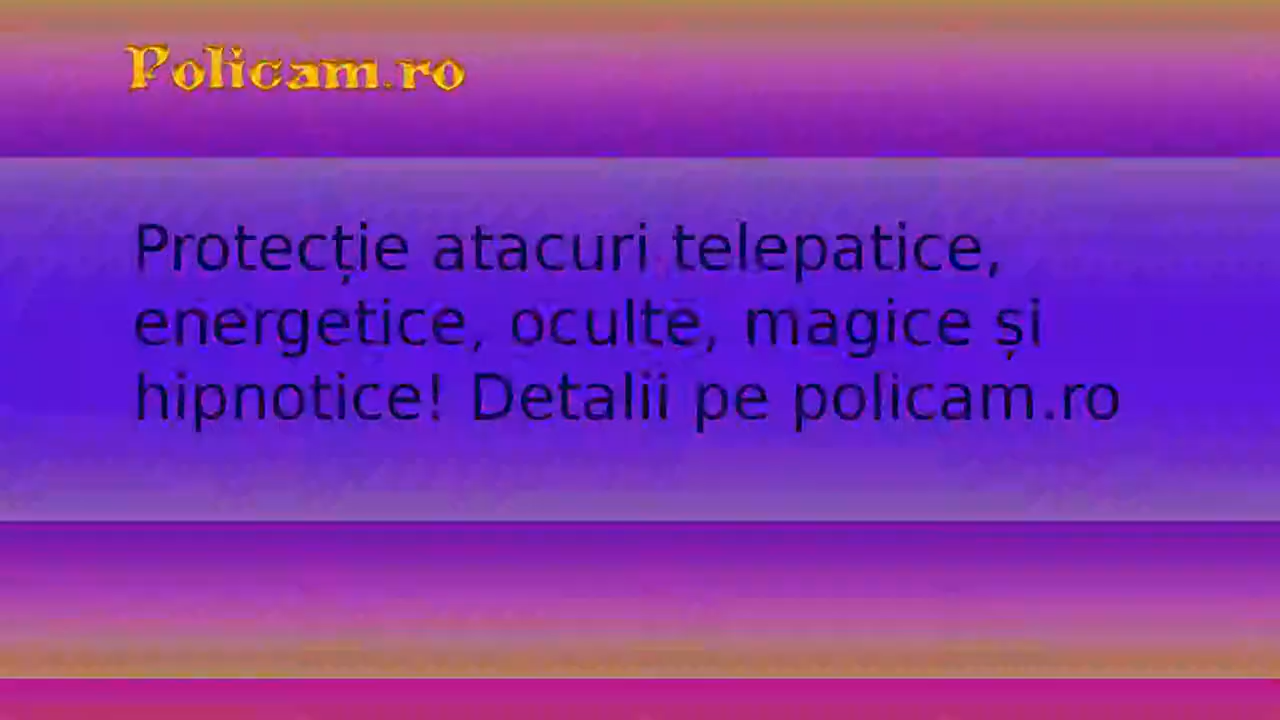 Policam.ro
Protecție atacuri telepatice,
energetice, oculte, magice și
hipnotice! Detalii pe policam.ro